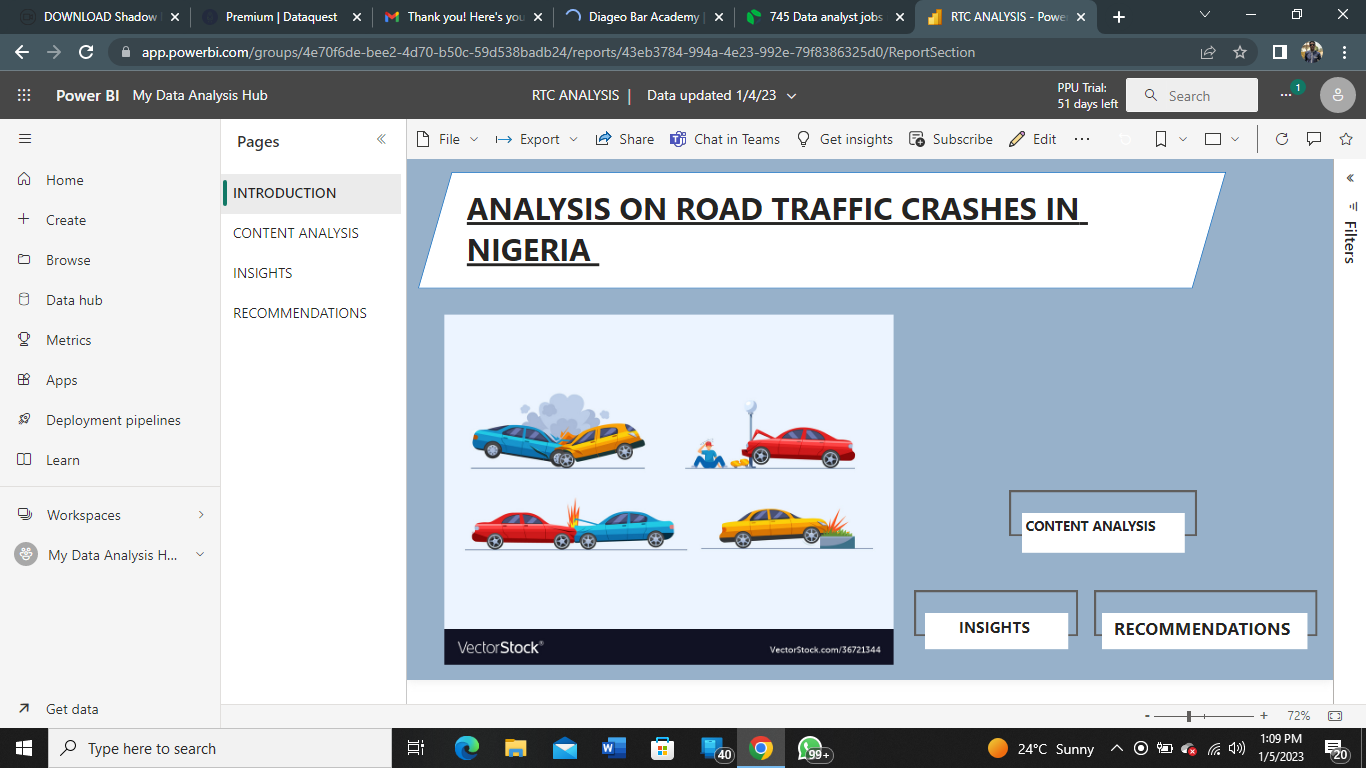 DOWNLOAD Shadow
Premium | Dataquest
Thank you! Here's you
Diageo Bar Academy |
745 Data analyst jobs
RTC ANALYSIS - Power
app.powerbi.com/groups/4e70f6de-bee2-4d70-b50c-59d538badb24/reports/43eb3784-994a-4e23-992e-79f8386325d0/ReportSection
Power BI My Data Analysis Hub
RTC ANALYSIS | Data updated 1/4/23
PPU Trial:
51 days left
Search
1
Pages
File
Export
Share
Chat in Teams
Get insights
Subscribe
Edit
Home
Create
Browse
Data hub
Metrics
Apps
Deployment pipelines
Learn
Workspaces
My Data Analysis H...
Get data
INTRODUCTION
CONTENT ANALYSIS
INSIGHTS
RECOMMENDATIONS
ANALYSIS ON ROAD TRAFFIC CRASHES IN
NIGERIA
VectorStock®
VectorStock.com/36721344
CONTENT ANALYSIS
INSIGHTS
RECOMMENDATIONS
Filters
- + 72%
Type here to search
40
99+
24°C Sunny
1:09 PM
1/5/2023
20